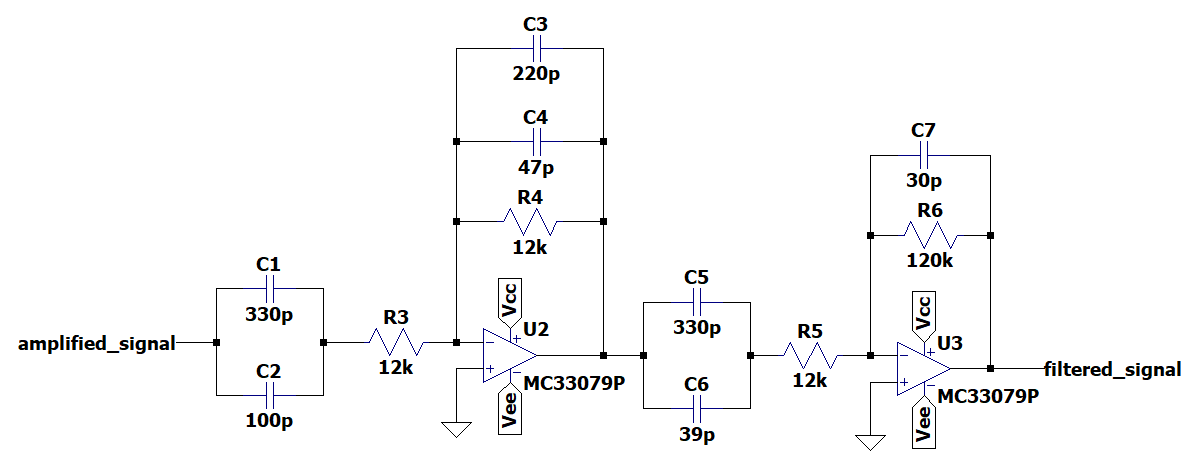 C3
220p
C4
47p
R4
12k
C1
330p
amplified_signal
C2
100p
R3
12k
Vcc
U2
MC33079P
Vee
C5
330p
C6
39p
R5
12k
C7
30p
R6
120k
Vcc
U3
MC33079P
Vee
filtered_signal